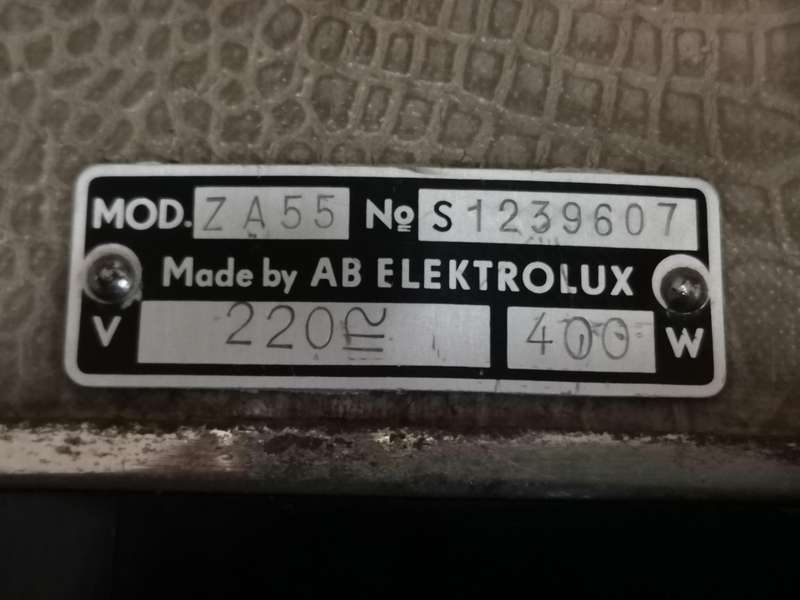 MOD. ZA55 № S1239607
Made by AB ELEKTROLUX
V 220⎓~ 400 W